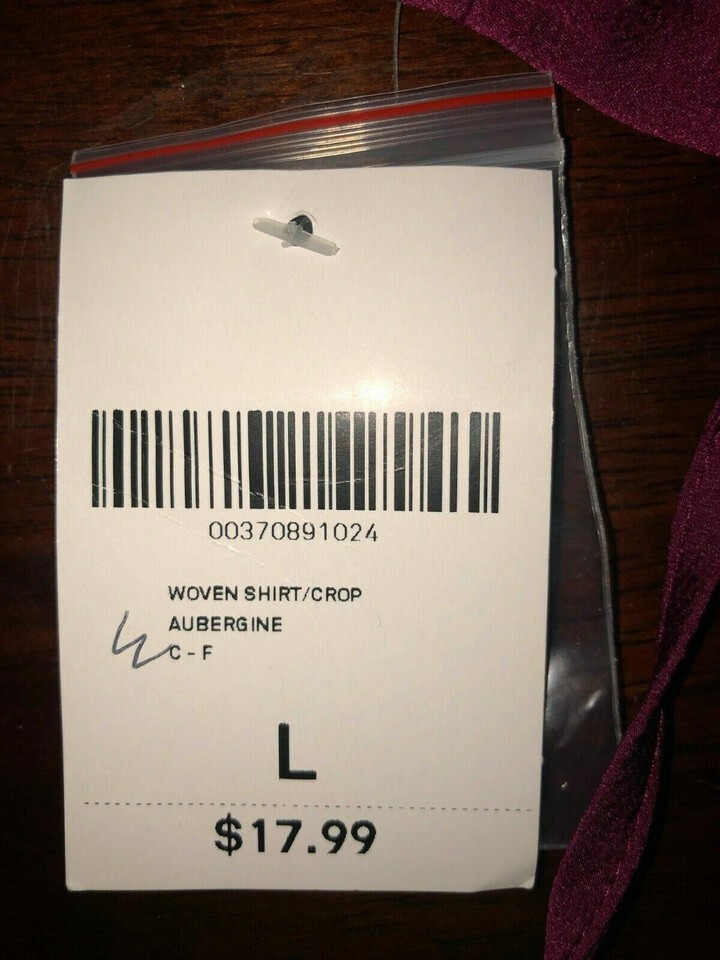 00370891024
WOVEN SHIRT/CROP
AUBERGINE
C - F
L
$17.99